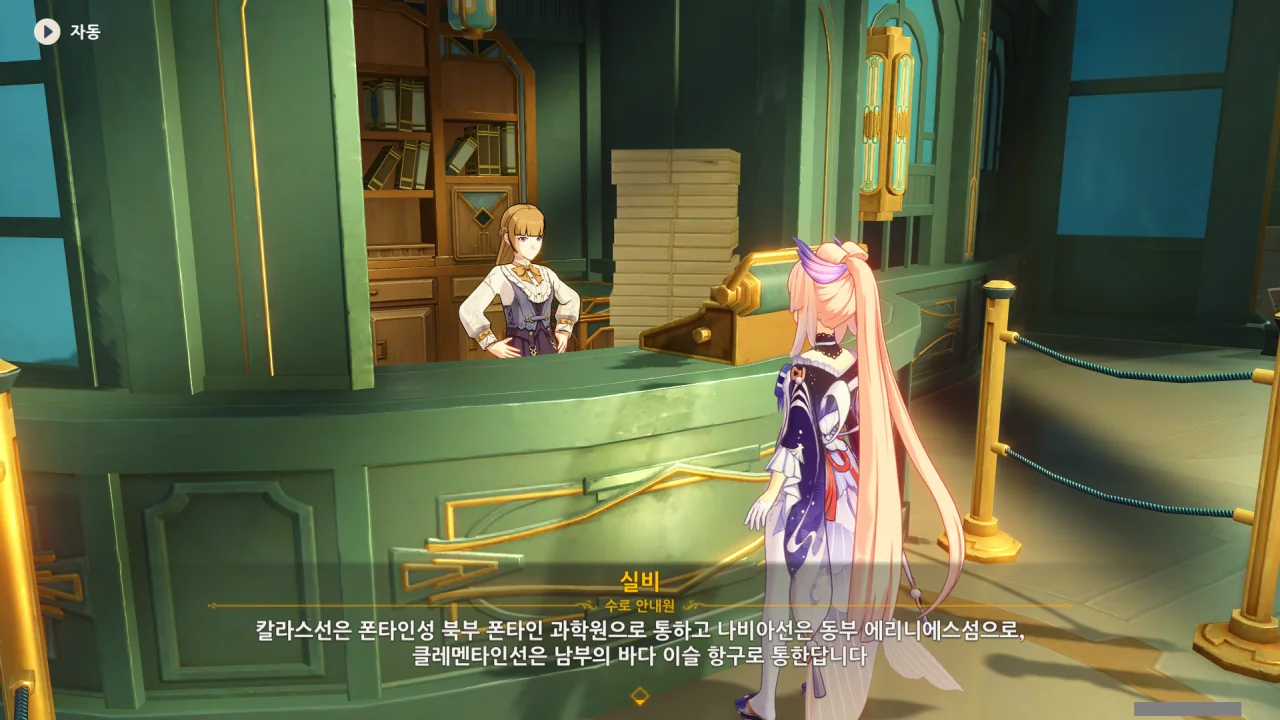 자동
실비
수로 안내원
칼라스선은 폰타인성 북부 폰타인 과학원으로 통하고 나비아선은 동부 에리니에스섬으로,
클레멘타인선은 남부의 바다 이슬 항구로 통한답니다